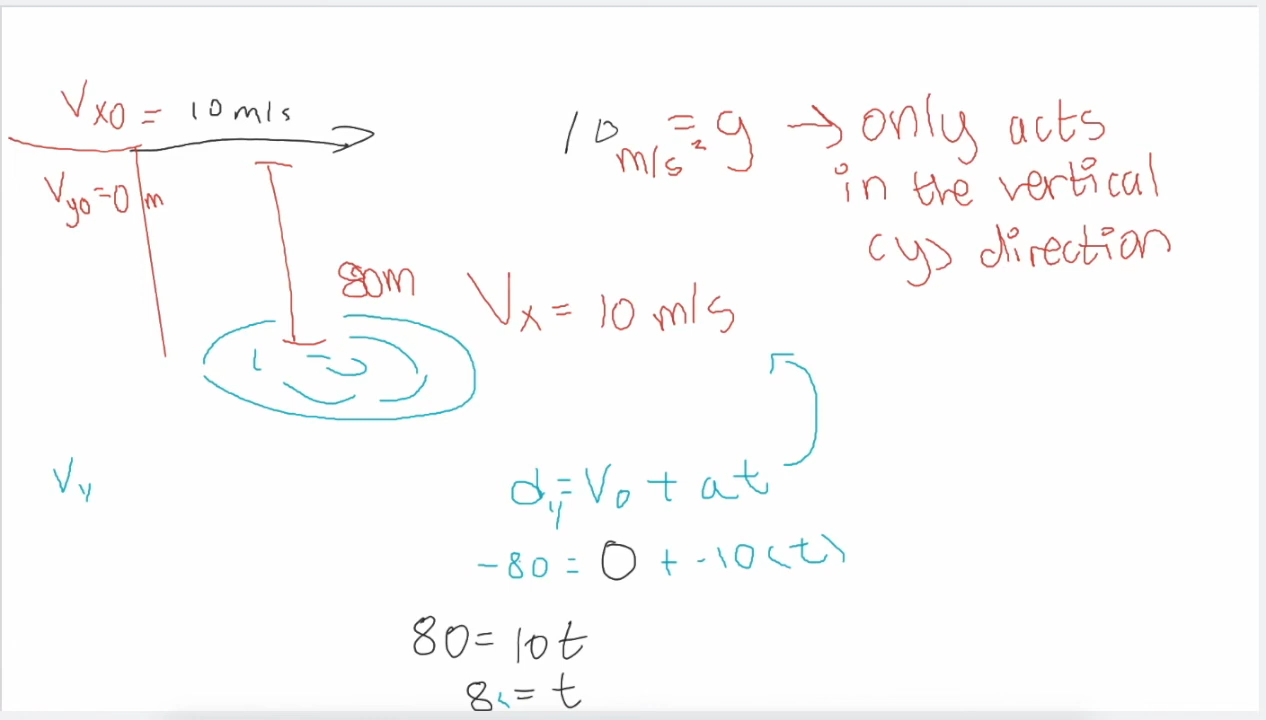 Vx0 = 10 m/s
Vy0=0 m
80m
10 m/s² = g → only acts
in the vertical
cys direction
Vx = 10 m/s
Vy
dy = V0 + at
-80 = 0 + -10(t)
80 = 10t
8s = t